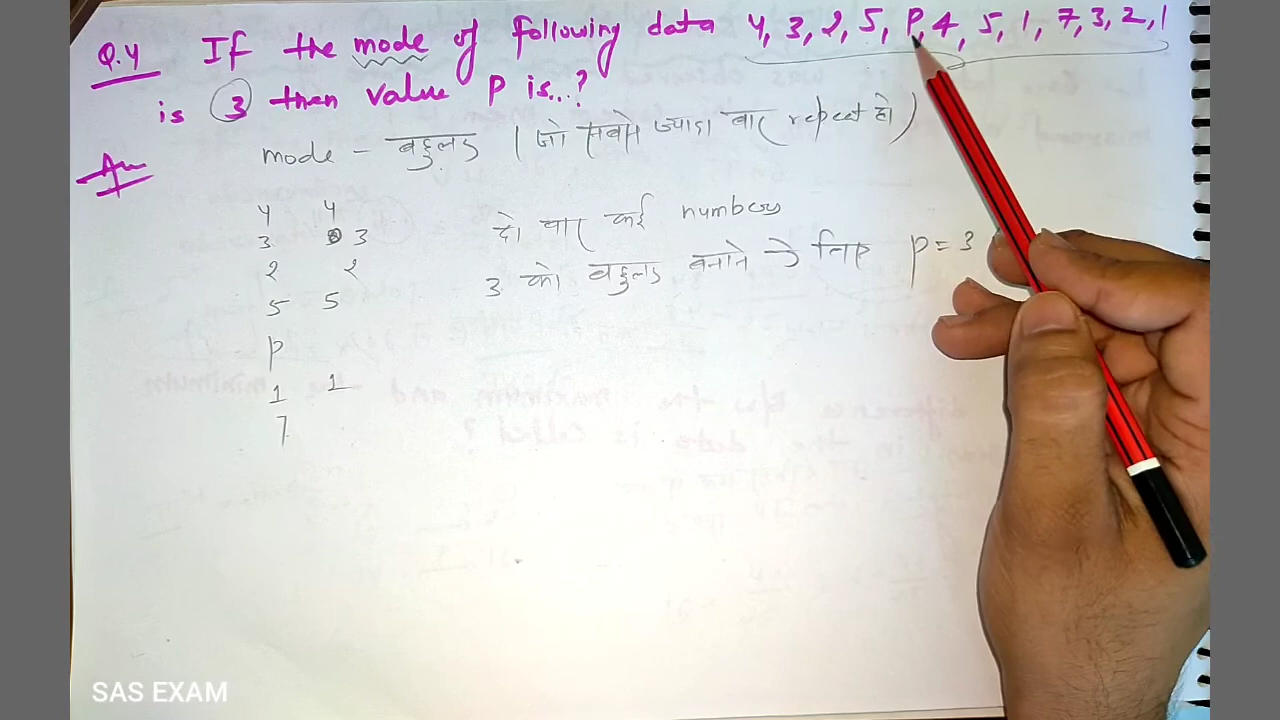 Q.4 If the mode of following data 4, 3, 2, 5, P, 4, 5, 1, 7, 3, 2, 1
is 3 then value P is..?
Ans mode - बहुलक (जो सबसे ज्यादा बार repeat हो)
4 4
3 3
2 2
5 5
P
1 1
7
दो बार कई numbers
3 को बहुलक बनाने के लिए P = 3
SAS EXAM